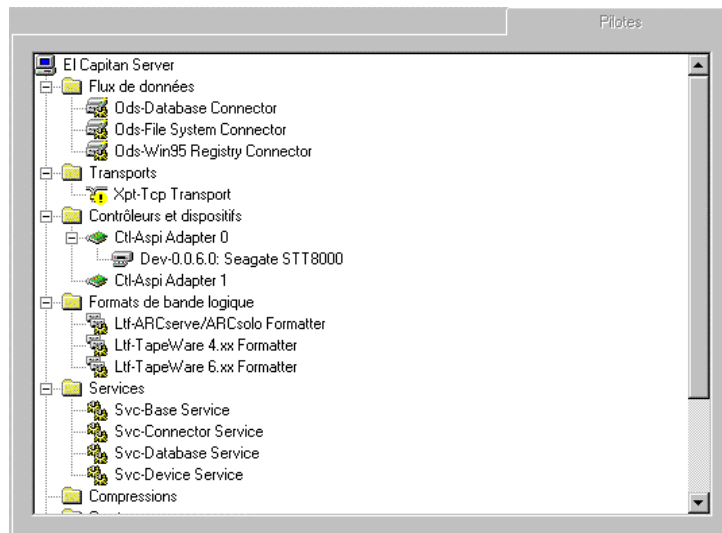 Pilotes
El Capitan Server
Flux de données
Ods-Database Connector
Ods-File System Connector
Ods-Win95 Registry Connector
Transports
Xpt-Tcp Transport
Contrôleurs et dispositifs
Ctl-Aspi Adapter 0
Dev-0.0.6.0: Seagate STT8000
Ctl-Aspi Adapter 1
Formats de bande logique
Ltf-ARCserve/ARCsolo Formatter
Ltf-TapeWare 4.xx Formatter
Ltf-TapeWare 6.xx Formatter
Services
Svc-Base Service
Svc-Connector Service
Svc-Database Service
Svc-Device Service
Compressions